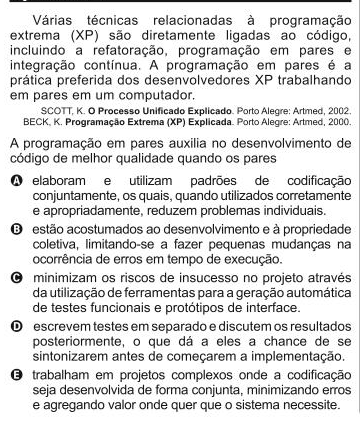 Várias técnicas relacionadas à programação
extrema (XP) são diretamente ligadas ao código,
incluindo a refatoração, programação em pares e
integração contínua. A programação em pares é a
prática preferida dos desenvolvedores XP trabalhando
em pares em um computador.
SCOTT, K. O Processo Unificado Explicado. Porto Alegre: Artmed, 2002.
BECK, K. Programação Extrema (XP) Explicada. Porto Alegre: Artmed, 2000.
A programação em pares auxilia no desenvolvimento de
código de melhor qualidade quando os pares
A elaboram e utilizam padrões de codificação
conjuntamente, os quais, quando utilizados corretamente
e apropriadamente, reduzem problemas individuais.
B estão acostumados ao desenvolvimento e à propriedade
coletiva, limitando-se a fazer pequenas mudanças na
ocorrência de erros em tempo de execução.
C minimizam os riscos de insucesso no projeto através
da utilização de ferramentas para a geração automática
de testes funcionais e protótipos de interface.
D escrevem testes em separado e discutem os resultados
posteriormente, o que dá a eles a chance de se
sintonizarem antes de começarem a implementação.
E trabalham em projetos complexos onde a codificação
seja desenvolvida de forma conjunta, minimizando erros
e agregando valor onde quer que o sistema necessite.